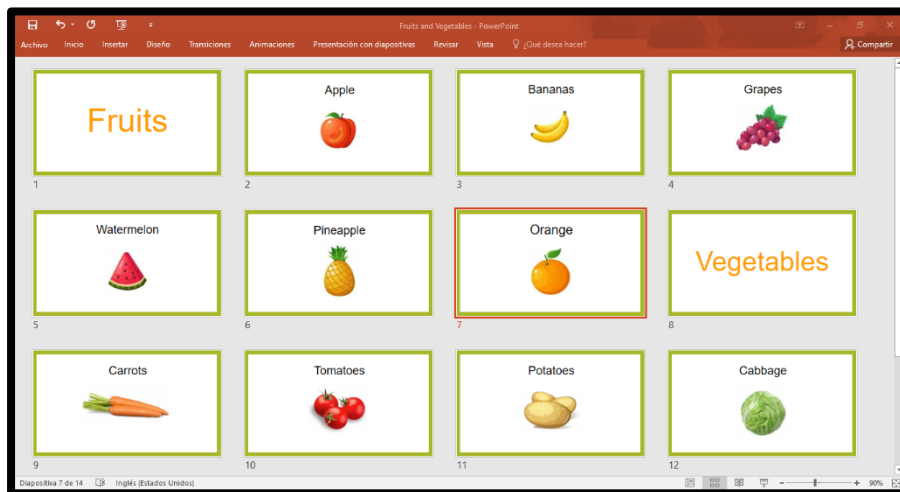 Fruits and Vegetables - PowerPoint
Archivo Inicio Insertar Diseño Transiciones Animaciones Presentación con diapositivas Revisar Vista ¿Qué desea hacer? Compartir
Fruits
Apple
Bananas
Grapes
1 2 3 4
Watermelon
Pineapple
Orange
Vegetables
5 6 7 8
Carrots
Tomatoes
Potatoes
Cabbage
9 10 11 12
Diapositiva 7 de 14 Inglés (Estados Unidos) 90%